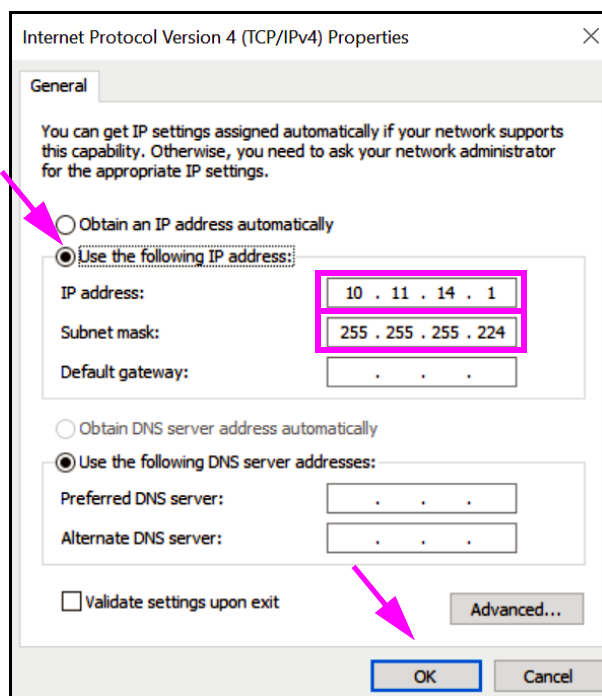 Internet Protocol Version 4 (TCP/IPv4) Properties
General
You can get IP settings assigned automatically if your network supports
this capability. Otherwise, you need to ask your network administrator
for the appropriate IP settings.
Obtain an IP address automatically
Use the following IP address:
IP address: 10 . 11 . 14 . 1
Subnet mask: 255 . 255 . 255 . 224
Default gateway: . . .
Obtain DNS server address automatically
Use the following DNS server addresses:
Preferred DNS server: . . .
Alternate DNS server: . . .
Validate settings upon exit
Advanced...
OK Cancel